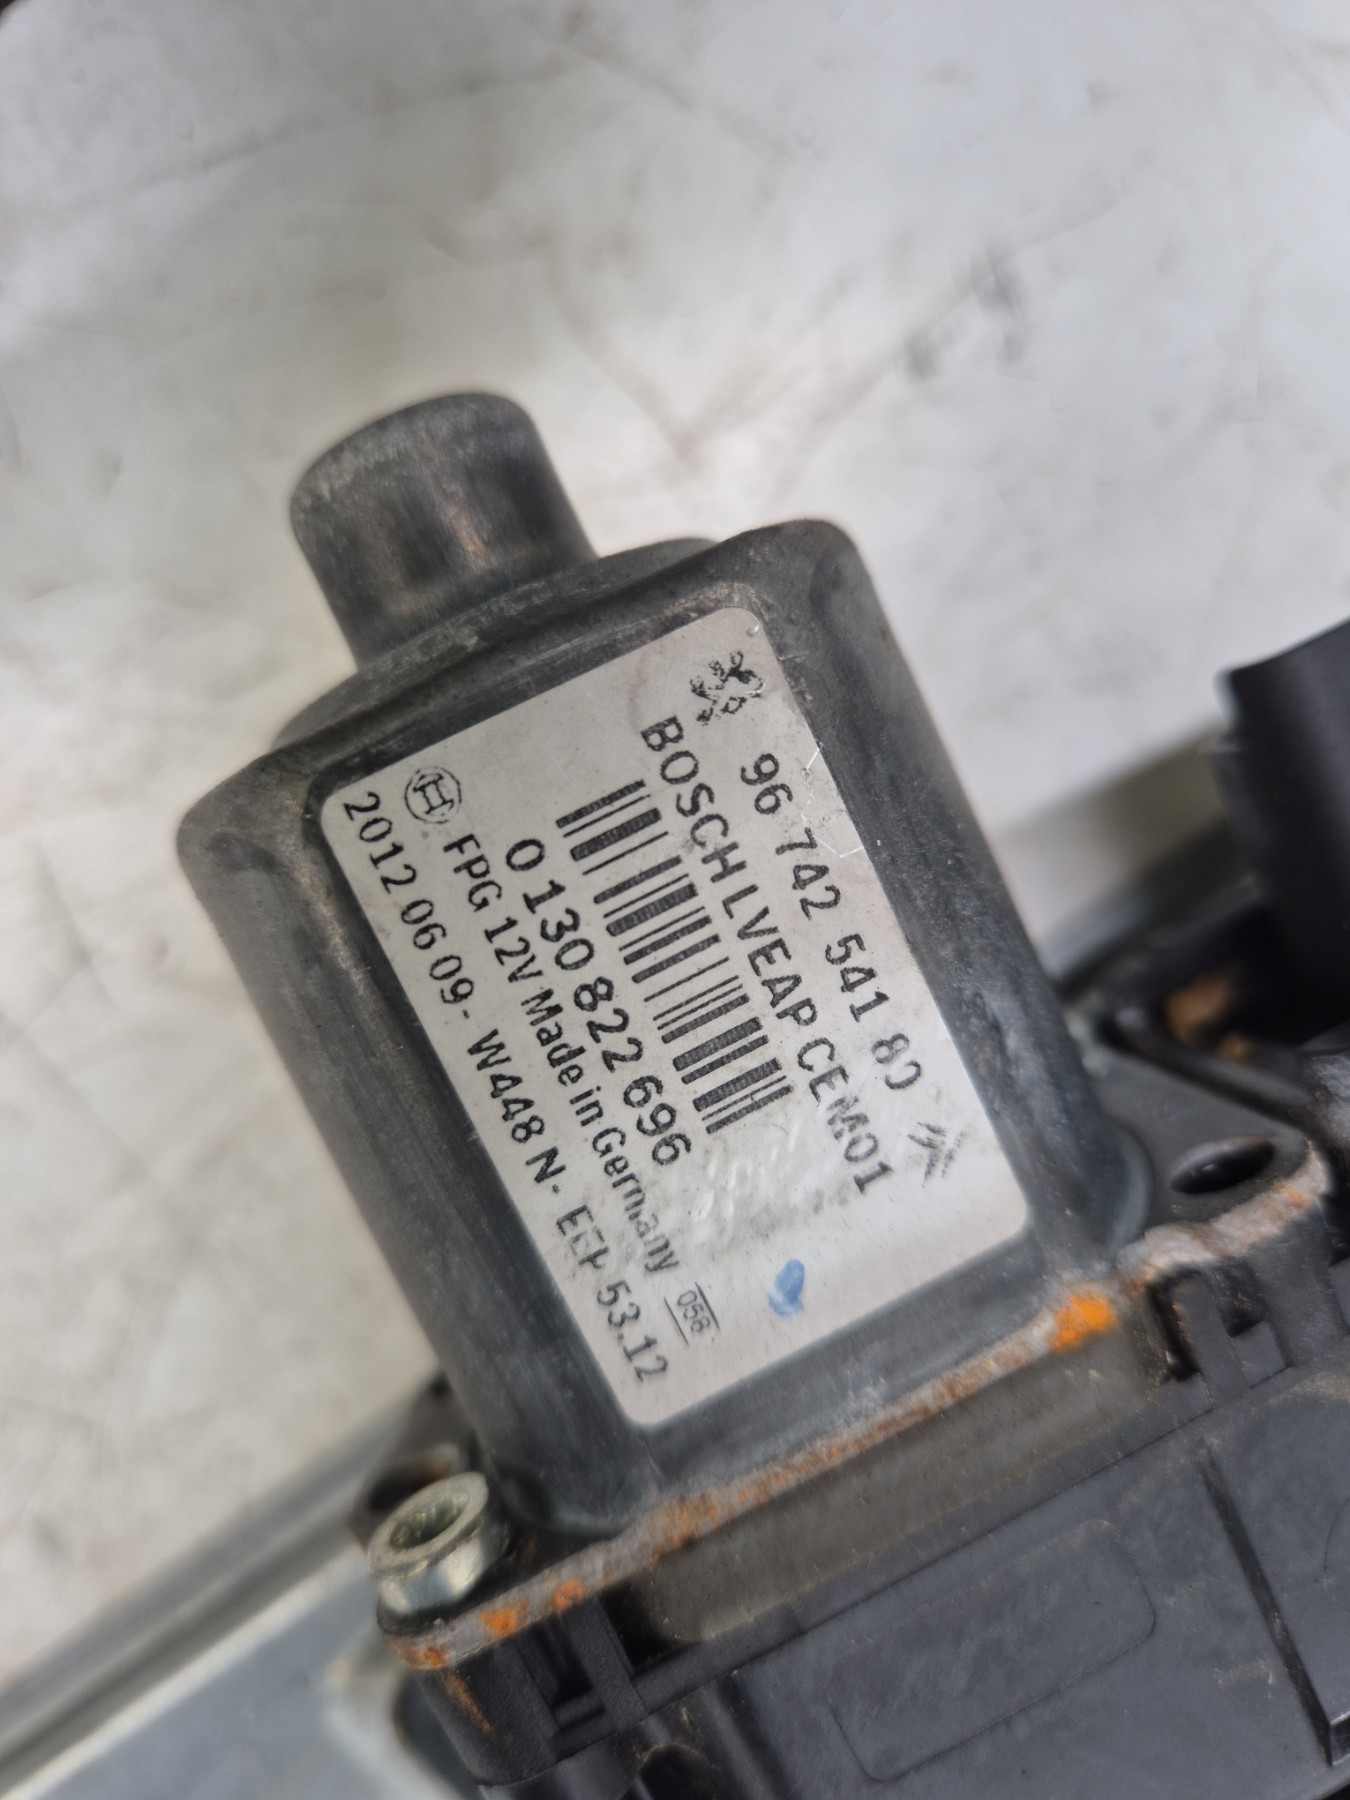 96 742 541 80
BOSCH LVEAP CEM01
0 130 822 696
FPG 12V Made in Germany
058
2012 06 09 - W448 N - 53.12